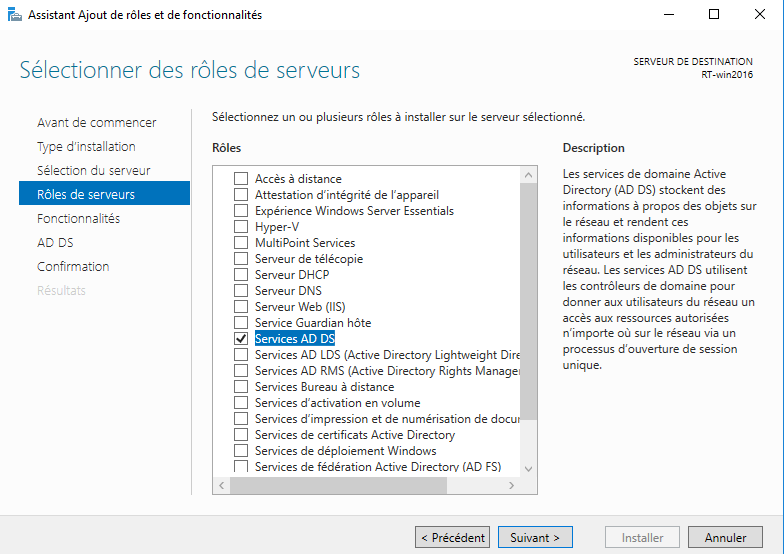 Assistant Ajout de rôles et de fonctionnalités
Sélectionner des rôles de serveurs
SERVEUR DE DESTINATION
RT-win2016
Avant de commencer
Type d'installation
Sélection du serveur
Rôles de serveurs
Fonctionnalités
AD DS
Confirmation
Résultats
Sélectionnez un ou plusieurs rôles à installer sur le serveur sélectionné.
Rôles
Accès à distance
Attestation d'intégrité de l'appareil
Expérience Windows Server Essentials
Hyper-V
MultiPoint Services
Serveur de télécopie
Serveur DHCP
Serveur DNS
Serveur Web (IIS)
Service Guardian hôte
Services AD DS
Services AD LDS (Active Directory Lightweight Dire
Services AD RMS (Active Directory Rights Manager
Services Bureau à distance
Services d'activation en volume
Services d'impression et de numérisation de docu
Services de certificats Active Directory
Services de déploiement Windows
Services de fédération Active Directory (AD FS)
Description
Les services de domaine Active
Directory (AD DS) stockent des
informations à propos des objets sur
le réseau et rendent ces
informations disponibles pour les
utilisateurs et les administrateurs du
réseau. Les services AD DS utilisent
les contrôleurs de domaine pour
donner aux utilisateurs du réseau un
accès aux ressources autorisées
n'importe où sur le réseau via un
processus d'ouverture de session
unique.
< Précédent
Suivant >
Installer
Annuler